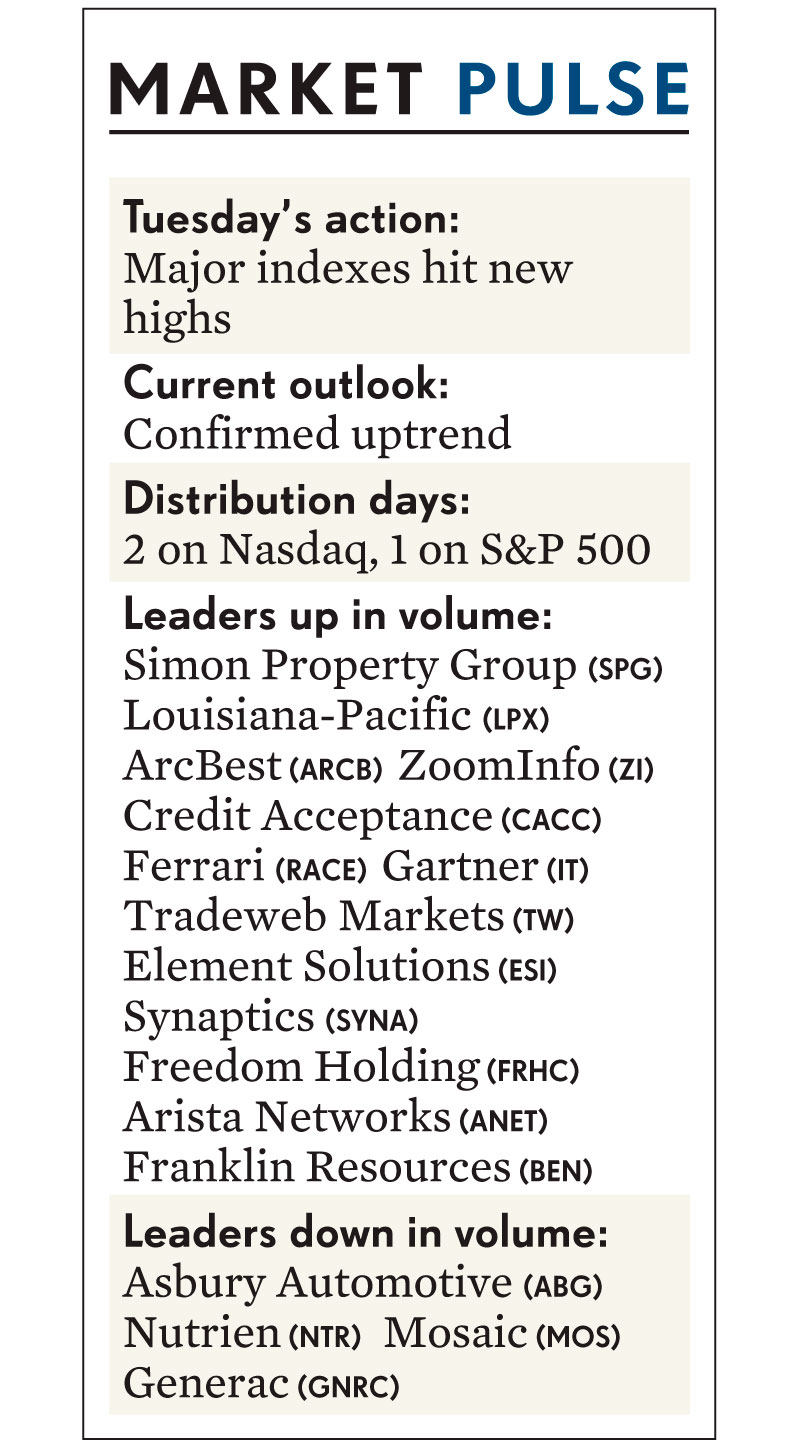 MARKET PULSE
Tuesday’s action:
Major indexes hit new
highs
Current outlook:
Confirmed uptrend
Distribution days:
2 on Nasdaq, 1 on S&P 500
Leaders up in volume:
Simon Property Group (SPG)
Louisiana-Pacific (LPX)
ArcBest (ARCB) ZoomInfo (ZI)
Credit Acceptance (CACC)
Ferrari (RACE) Gartner (IT)
Tradeweb Markets (TW)
Element Solutions (ESI)
Synaptics (SYNA)
Freedom Holding (FRHC)
Arista Networks (ANET)
Franklin Resources (BEN)
Leaders down in volume:
Asbury Automotive (ABG)
Nutrien (NTR) Mosaic (MOS)
Generac (GNRC)